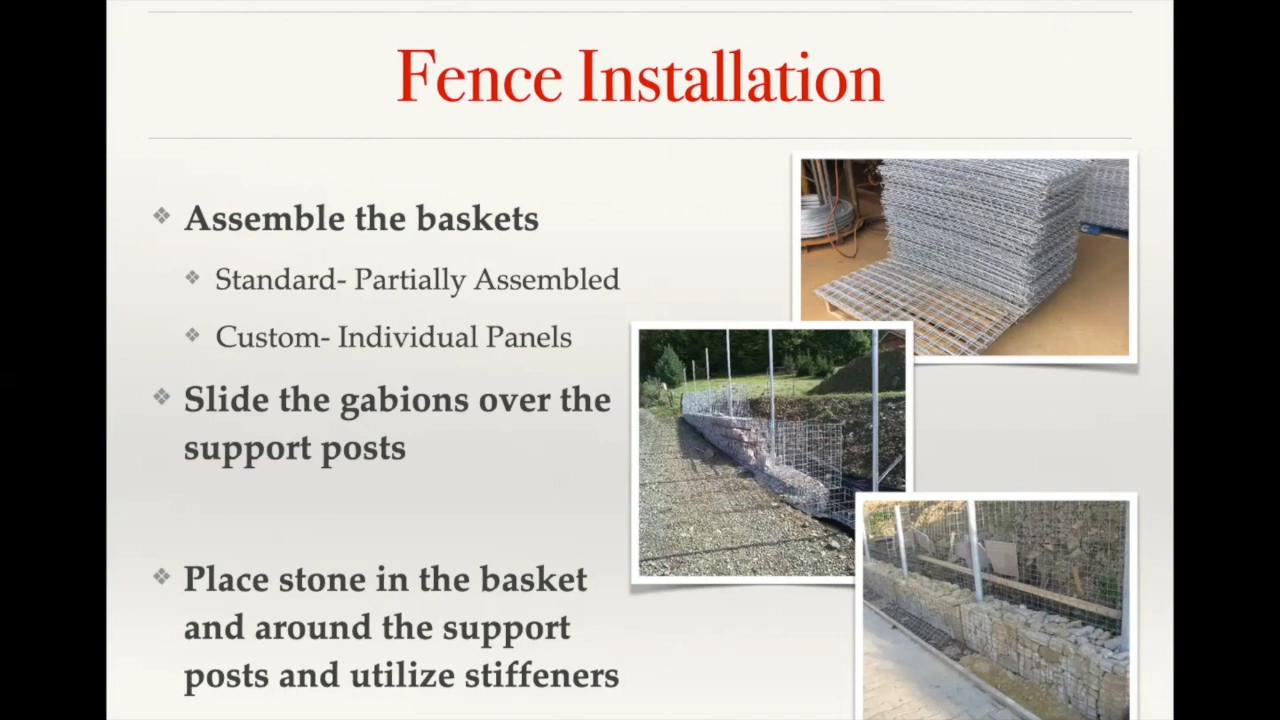 Fence Installation
Assemble the baskets
Standard- Partially Assembled
Custom- Individual Panels
Slide the gabions over the
support posts
Place stone in the basket
and around the support
posts and utilize stiffeners